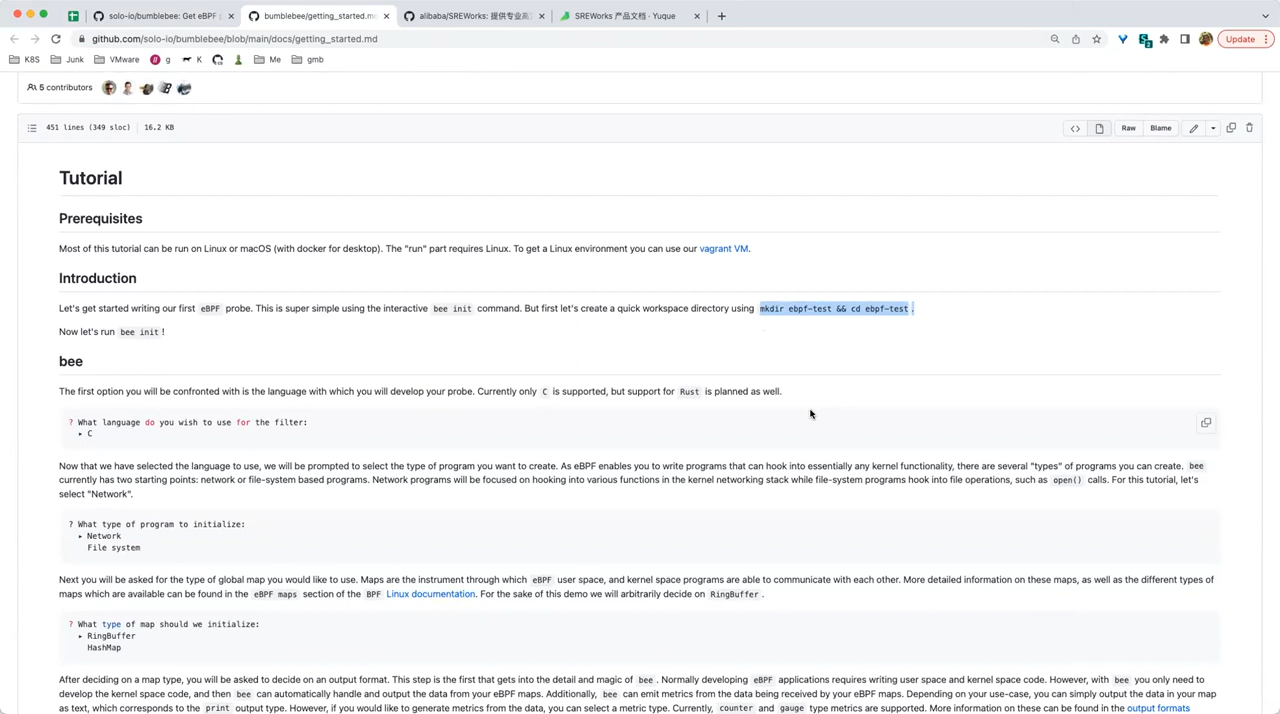 solo-io/bumblebee: Get eBPF
bumblebee/getting_started.m
alibaba/SREWorks: 提供专业高
SREWorks 产品文档 · Yuque
github.com/solo-io/bumblebee/blob/main/docs/getting_started.md
2
Update
K8S
Junk
VMware
g
K
Me
gmb
5 contributors
451 lines (349 sloc)
16.2 KB
Raw
Blame
Tutorial
Prerequisites
Most of this tutorial can be run on Linux or macOS (with docker for desktop). The "run" part requires Linux. To get a Linux environment you can use our vagrant VM.
Introduction
Let's get started writing our first eBPF probe. This is super simple using the interactive bee init command. But first let's create a quick workspace directory using mkdir ebpf-test && cd ebpf-test .
Now let's run bee init !
bee
The first option you will be confronted with is the language with which you will develop your probe. Currently only C is supported, but support for Rust is planned as well.
? What language do you wish to use for the filter:
▸ C
Now that we have selected the language to use, we will be prompted to select the type of program you want to create. As eBPF enables you to write programs that can hook into essentially any kernel functionality, there are several "types" of programs you can create. bee
currently has two starting points: network or file-system based programs. Network programs will be focused on hooking into various functions in the kernel networking stack while file-system programs hook into file operations, such as open() calls. For this tutorial, let's
select "Network".
? What type of program to initialize:
▸ Network
File system
Next you will be asked for the type of global map you would like to use. Maps are the instrument through which eBPF user space, and kernel space programs are able to communicate with each other. More detailed information on these maps, as well as the different types of
maps which are available can be found in the eBPF maps section of the BPF Linux documentation. For the sake of this demo we will arbitrarily decide on RingBuffer .
? What type of map should we initialize:
▸ RingBuffer
HashMap
After deciding on a map type, you will be asked to decide on an output format. This step is the first that gets into the detail and magic of bee . Normally developing eBPF applications requires writing user space and kernel space code. However, with bee you only need to
develop the kernel space code, and then bee can automatically handle and output the data from your eBPF maps. Additionally, bee can emit metrics from the data being received by your eBPF maps. Depending on your use-case, you can simply output the data in your map
as text, which corresponds to the print output type. However, if you would like to generate metrics from the data, you can select a metric type. Currently, counter and gauge type metrics are supported. More information on these can be found in the output formats